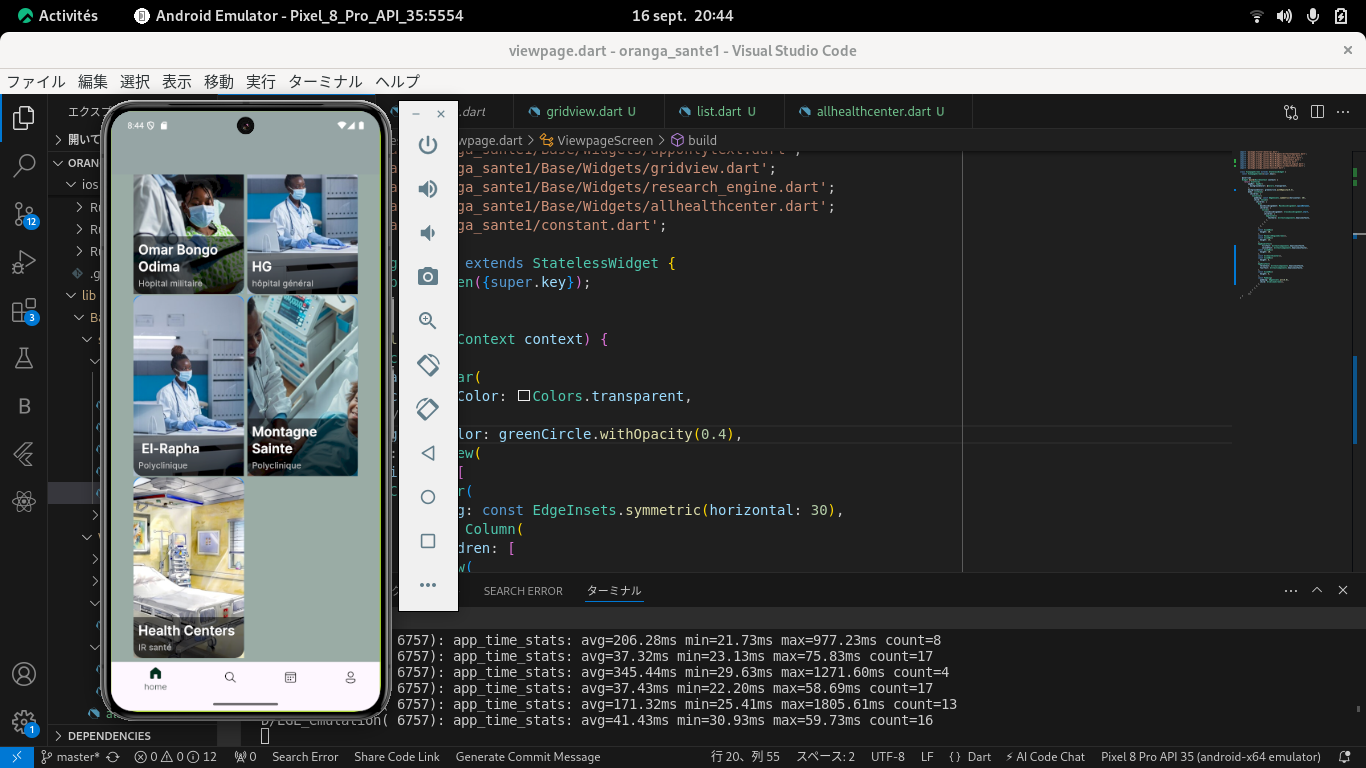 Activités
Android Emulator - Pixel_8_Pro_API_35:5554
16 sept. 20:44
viewpage.dart - oranga_sante1 - Visual Studio Code
ファイル 編集 選択 表示 移動 実行 ターミナル ヘルプ
エクスプ
.dart
gridview.dart U
list.dart U
allhealthcenter.dart U
開いて
wpage.dart > ViewpageScreen > build
ORAN
ios
Ru
Ru
Ru
.g
lib
Ba
s
W
DEPENDENCIES
12
3
1
8:44
Omar Bongo
Odima
Hôpital militaire
HG
hôpital général
El-Rapha
Polyclinique
Montagne
Sainte
Polyclinique
Health Centers
IR santé
home
ga_sante1/Base/Widgets/appontytext.dart';
ga_sante1/Base/Widgets/gridview.dart';
ga_sante1/Base/Widgets/research_engine.dart';
ga_sante1/Base/Widgets/allhealthcenter.dart';
ga_sante1/constant.dart';
extends StatelessWidget {
en({super.key});
Context context) {
ar(
Color: Colors.transparent,
lor: greenCircle.withOpacity(0.4),
ew(
[
r(
g: const EdgeInsets.symmetric(horizontal: 30),
Column(
dren: [
w(
SEARCH ERROR
ターミナル
6757): app_time_stats: avg=206.28ms min=21.73ms max=977.23ms count=8
6757): app_time_stats: avg=37.32ms min=23.13ms max=75.83ms count=17
6757): app_time_stats: avg=345.44ms min=29.63ms max=1271.60ms count=4
6757): app_time_stats: avg=37.43ms min=22.20ms max=58.69ms count=17
6757): app_time_stats: avg=171.32ms min=25.41ms max=1805.61ms count=13
D/EGL_emulation( 6757): app_time_stats: avg=41.43ms min=30.93ms max=59.73ms count=16
master*
0 0 12
0
Search Error
Share Code Link
Generate Commit Message
行 20、列 55
スペース: 2
UTF-8
LF
{ } Dart
AI Code Chat
Pixel 8 Pro API 35 (android-x64 emulator)